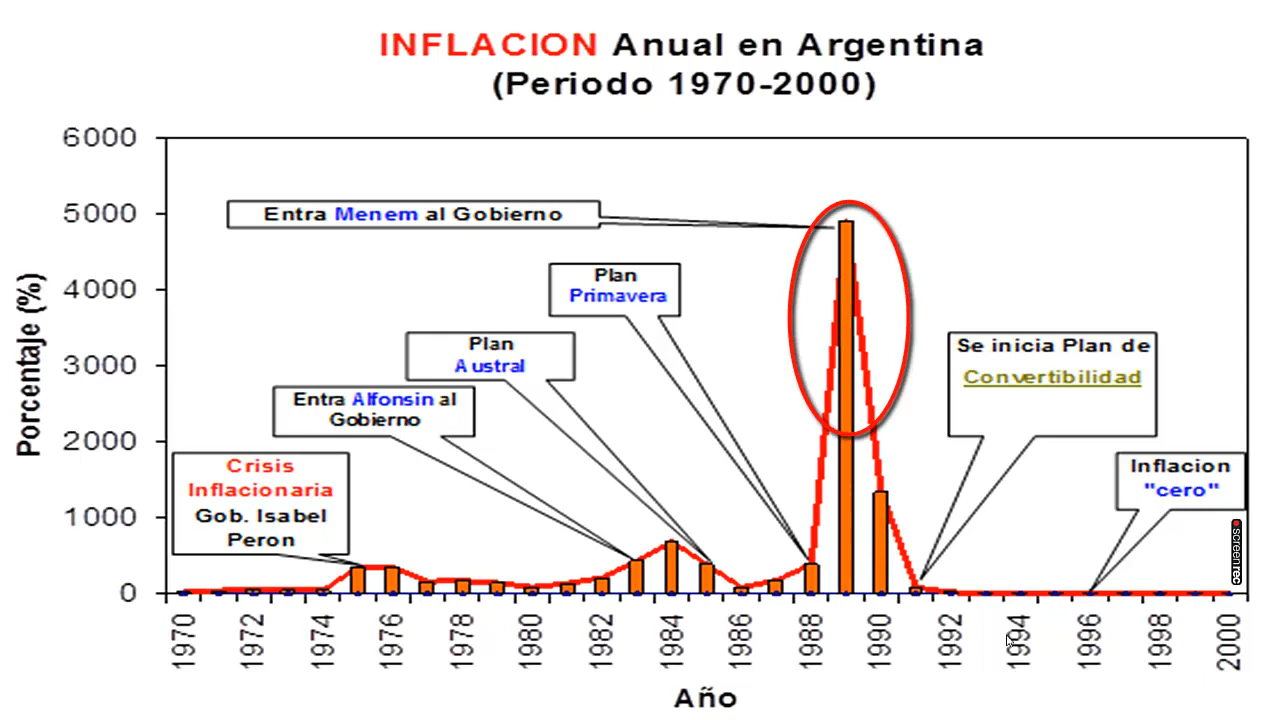 INFLACION Anual en Argentina
(Periodo 1970-2000)
6000
5000
4000
3000
2000
1000
0
Porcentaje (%)
Entra Menem al Gobierno
Plan
Primavera
Plan
Austral
Entra Alfonsin al
Gobierno
Crisis
Inflacionaria
Gob. Isabel
Peron
Se inicia Plan de
Convertibilidad
Inflacion
"cero"
1970
1972
1974
1976
1978
1980
1982
1984
1986
1988
1990
1992
1994
1996
1998
2000
Año
screenrec